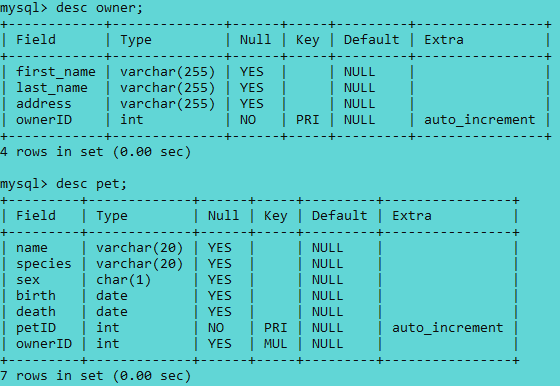 mysql> desc owner;
+------------+--------------+------+-----+---------+----------------+
| Field      | Type         | Null | Key | Default | Extra          |
+------------+--------------+------+-----+---------+----------------+
| first_name | varchar(255) | YES  |     | NULL    |                |
| last_name  | varchar(255) | YES  |     | NULL    |                |
| address    | varchar(255) | YES  |     | NULL    |                |
| ownerID    | int          | NO   | PRI | NULL    | auto_increment |
+------------+--------------+------+-----+---------+----------------+
4 rows in set (0.00 sec)

mysql> desc pet;
+---------+-------------+------+-----+---------+----------------+
| Field   | Type        | Null | Key | Default | Extra          |
+---------+-------------+------+-----+---------+----------------+
| name    | varchar(20) | YES  |     | NULL    |                |
| species | varchar(20) | YES  |     | NULL    |                |
| sex     | char(1)     | YES  |     | NULL    |                |
| birth   | date        | YES  |     | NULL    |                |
| death   | date        | YES  |     | NULL    |                |
| petID   | int         | NO   | PRI | NULL    | auto_increment |
| ownerID | int         | YES  | MUL | NULL    |                |
+---------+-------------+------+-----+---------+----------------+
7 rows in set (0.00 sec)